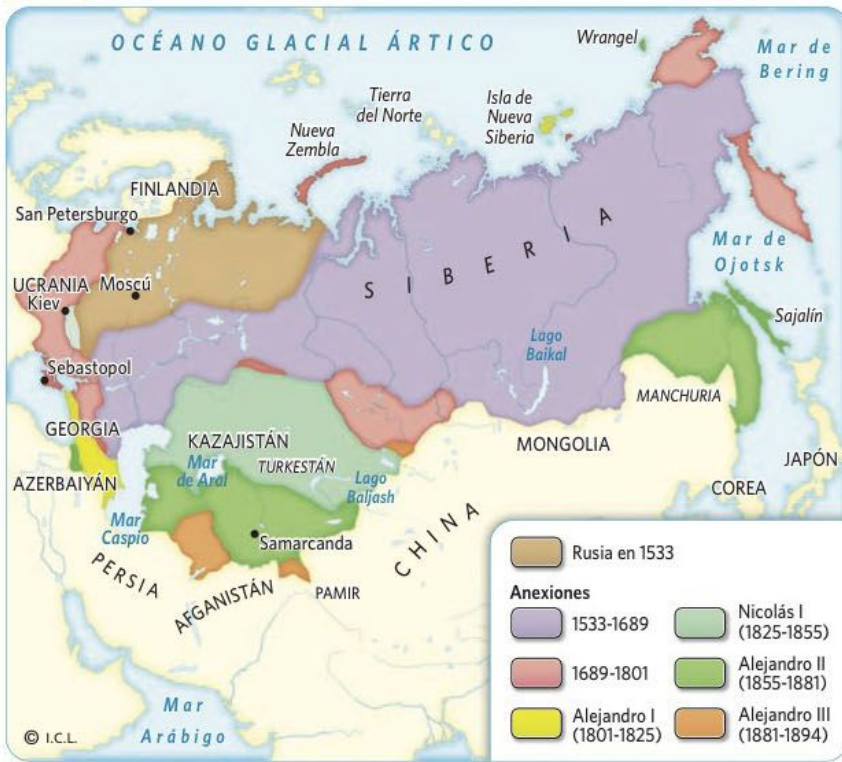 OCÉANO GLACIAL ÁRTICO
Wrangel
Mar de
Bering
Tierra
del Norte
Isla de
Nueva
Siberia
Nueva
Zembla
FINLANDIA
San Petersburgo
SIBERIA
Mar de
Ojotsk
UCRANIA
Moscú
Kiev
Sajalín
Lago
Baikal
Sebastopol
MANCHURIA
GEORGIA
KAZAJISTÁN
MONGOLIA
Mar
de Aral
TURKESTÁN
JAPÓN
AZERBAIYÁN
Lago
Baljash
COREA
Mar
Caspio
Samarcanda
CHINA
PERSIA
AFGANISTÁN
PAMIR
Mar
Arábigo
© I.C.L.
Rusia en 1533
Anexiones
1533-1689
1689-1801
Alejandro I
(1801-1825)
Nicolás I
(1825-1855)
Alejandro II
(1855-1881)
Alejandro III
(1881-1894)